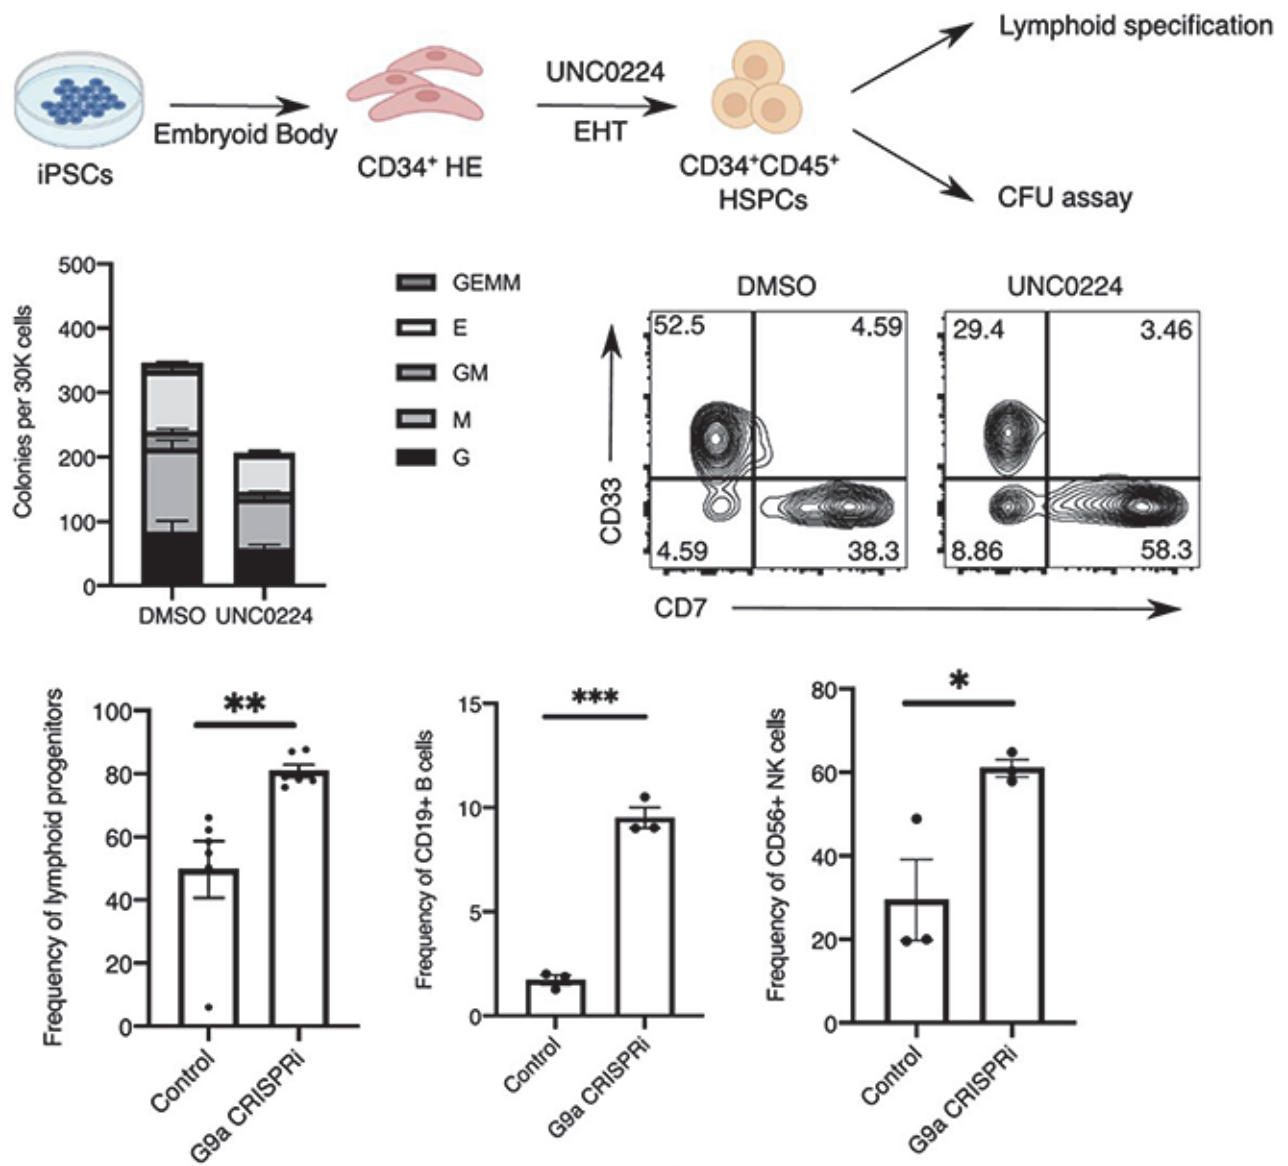 Lymphoid specification
UNC0224
Embryoid Body
EHT
iPSCs
CD34⁺ HE
CD34⁺CD45⁺
HSPCs
CFU assay
Colonies per 30K cells
500
400
300
200
100
0
DMSO
UNC0224
GEMM
E
GM
M
G
DMSO
UNC0224
52.5
4.59
29.4
3.46
4.59
38.3
8.86
58.3
CD33
CD7
Frequency of lymphoid progenitors
100
80
60
40
20
0
**
Control
G9a CRISPRi
Frequency of CD19+ B cells
15
10
5
0
***
Control
G9a CRISPRi
Frequency of CD56+ NK cells
80
60
40
20
0
*
Control
G9a CRISPRi